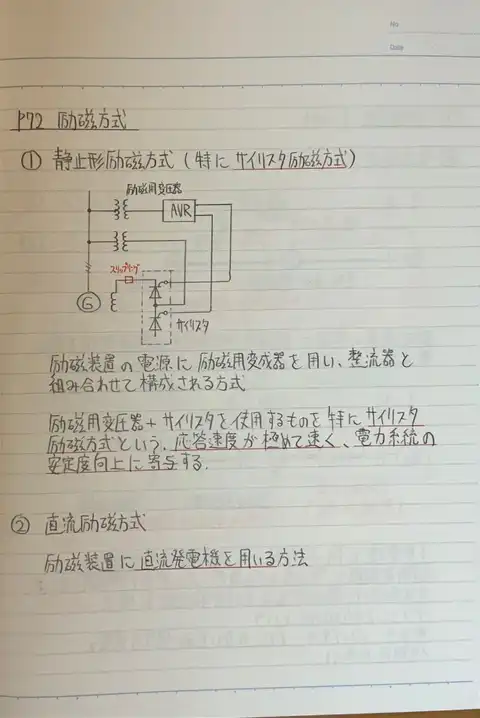 No
Date
P72 励磁方式
① 静止形励磁方式 (特に サイリスタ励磁方式)
励磁用変圧器
AVR
スリップリング
G
サイリスタ
励磁装置の電源に励磁用変成器を用い、整流器と
組み合わせて構成される方式
励磁用変圧器+サイリスタを使用するものを特にサイリスタ
励磁方式という。応答速度が極めて速く、電力系統の
安定度向上に寄与する.
② 直流励磁方式
励磁装置に直流発電機を用いる方法